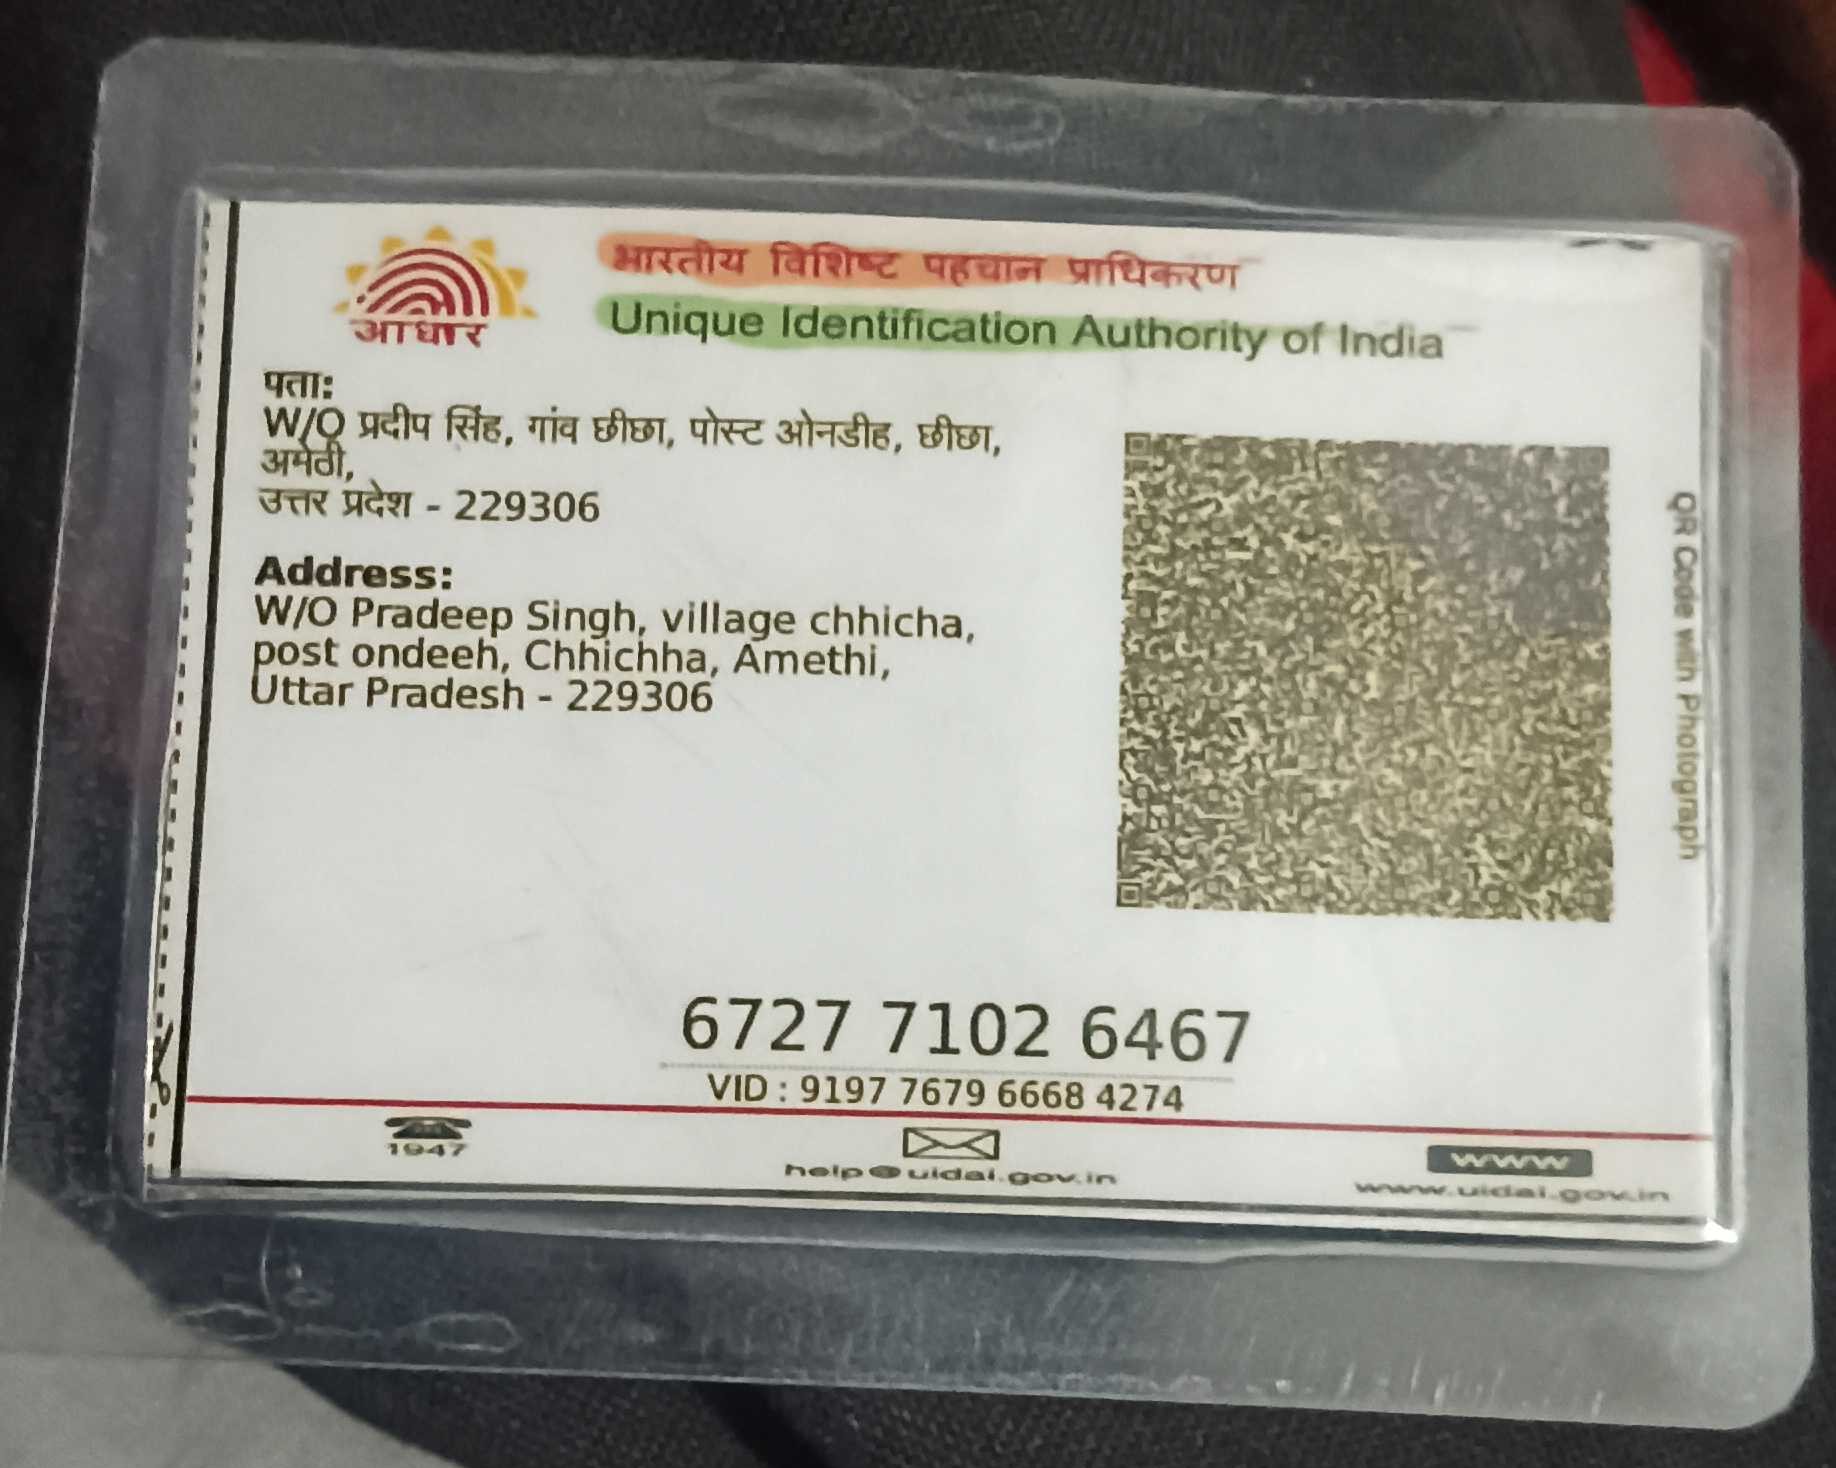 आधार
भारतीय विशिष्ट पहचान प्राधिकरण
Unique Identification Authority of India
पता:
W/O प्रदीप सिंह, गांव छीछा, पोस्ट ओनडीह, छीछा,
अमेठी,
उत्तर प्रदेश - 229306
Address:
W/O Pradeep Singh, village chhicha,
post ondeeh, Chhichha, Amethi,
Uttar Pradesh - 229306
QR Code with Photograph
6727 7102 6467
VID : 9197 7679 6668 4274
1947
help@uidai.gov.in
www
www.uidai.gov.in